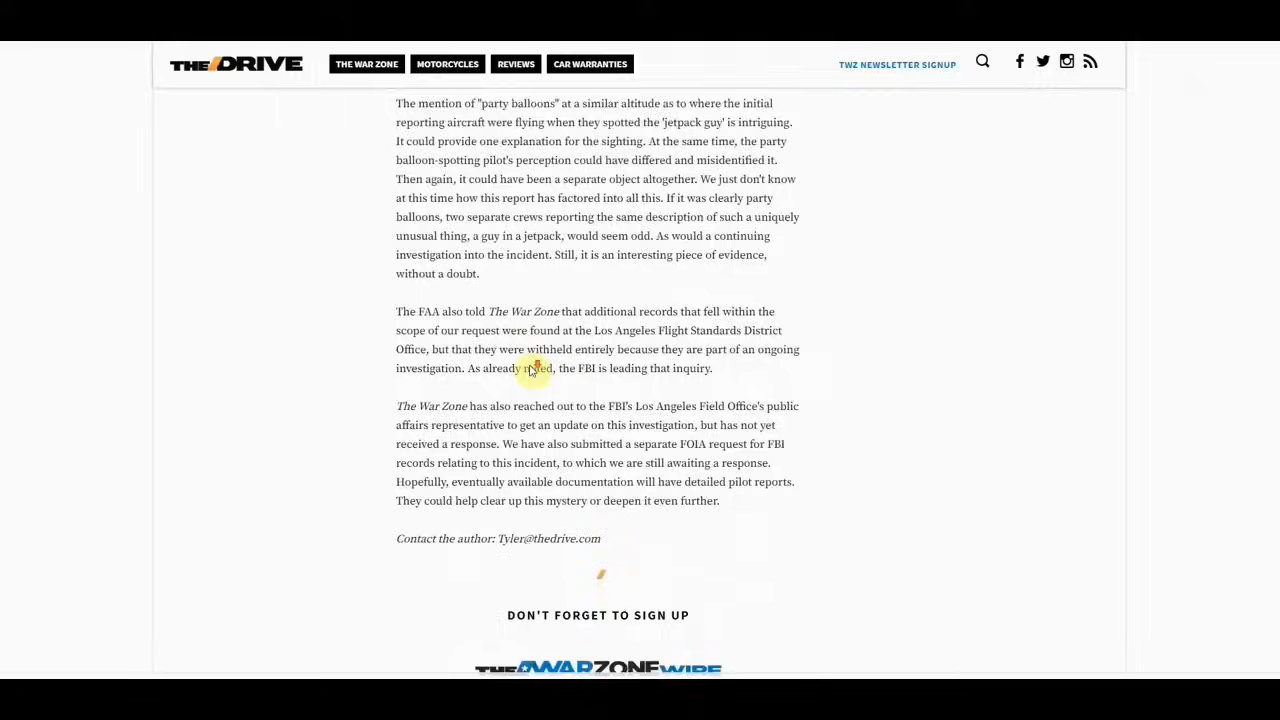 THE/DRIVE
THE WAR ZONE
MOTORCYCLES
REVIEWS
CAR WARRANTIES
TWZ NEWSLETTER SIGNUP
The mention of "party balloons" at a similar altitude as to where the initial
reporting aircraft were flying when they spotted the 'jetpack guy' is intriguing.
It could provide one explanation for the sighting. At the same time, the party
balloon-spotting pilot's perception could have differed and misidentified it.
Then again, it could have been a separate object altogether. We just don't know
at this time how this report has factored into all this. If it was clearly party
balloons, two separate crews reporting the same description of such a uniquely
unusual thing, a guy in a jetpack, would seem odd. As would a continuing
investigation into the incident. Still, it is an interesting piece of evidence,
without a doubt.
The FAA also told The War Zone that additional records that fell within the
scope of our request were found at the Los Angeles Flight Standards District
Office, but that they were withheld entirely because they are part of an ongoing
investigation. As already noted, the FBI is leading that inquiry.
The War Zone has also reached out to the FBI's Los Angeles Field Office's public
affairs representative to get an update on this investigation, but has not yet
received a response. We have also submitted a separate FOIA request for FBI
records relating to this incident, to which we are still awaiting a response.
Hopefully, eventually available documentation will have detailed pilot reports.
They could help clear up this mystery or deepen it even further.
Contact the author: Tyler@thedrive.com
DON'T FORGET TO SIGN UP
THE WAR ZONE WIRE